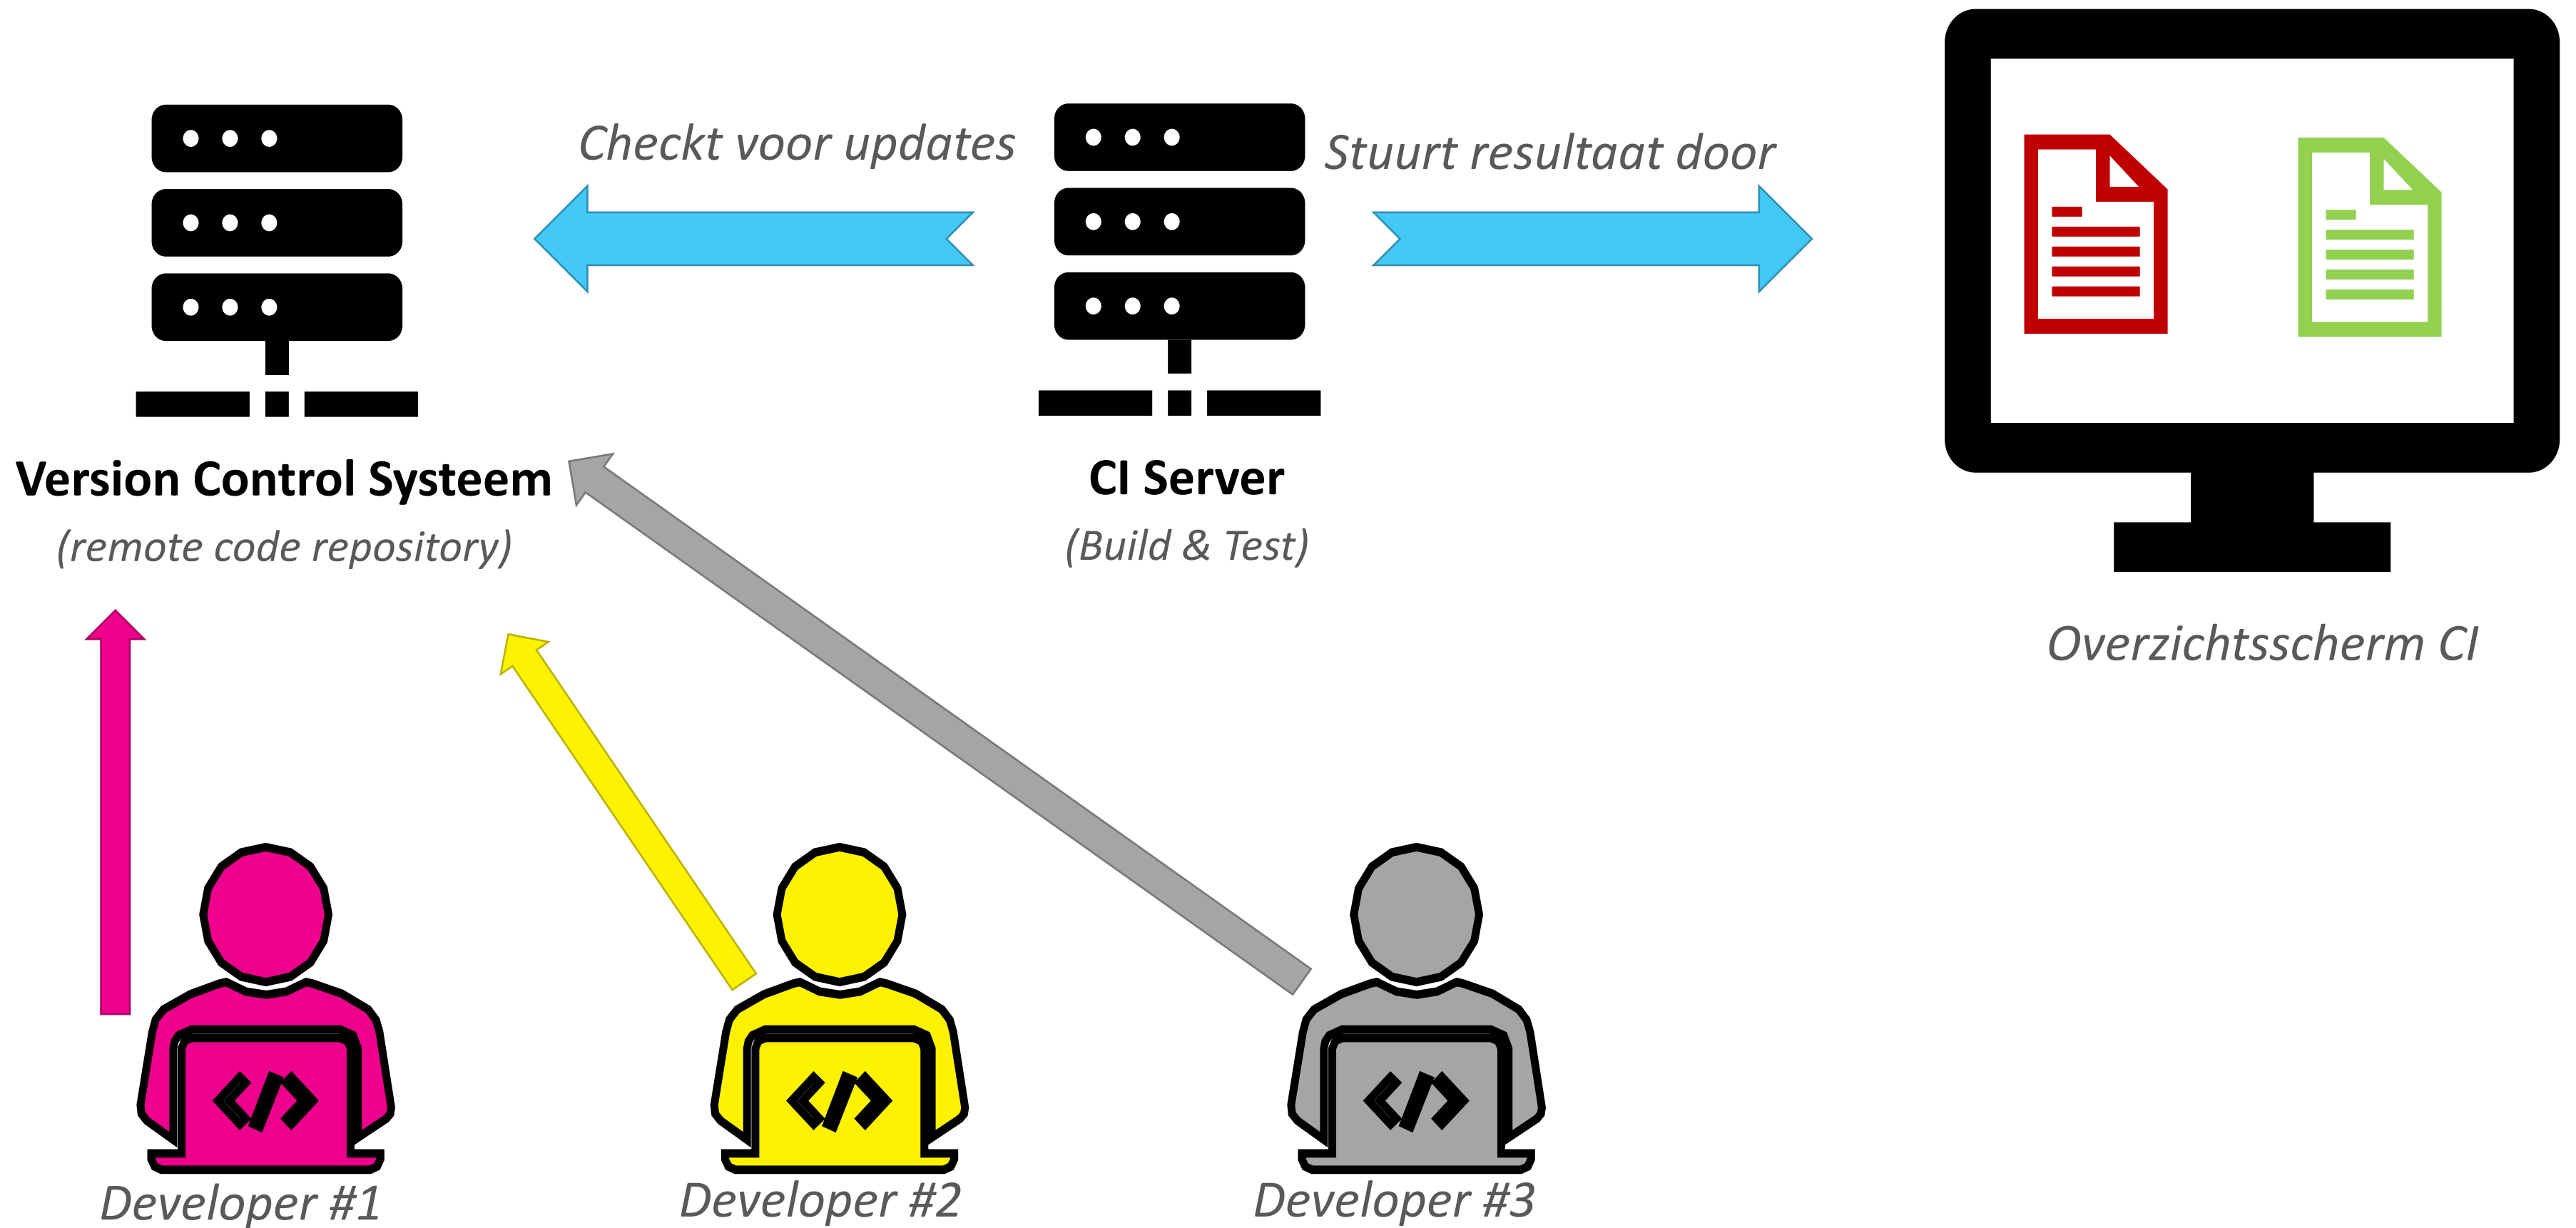 Checkt voor updates
Stuurt resultaat door
Version Control Systeem
(remote code repository)
CI Server
(Build & Test)
Overzichtsscherm CI
Developer #1
Developer #2
Developer #3